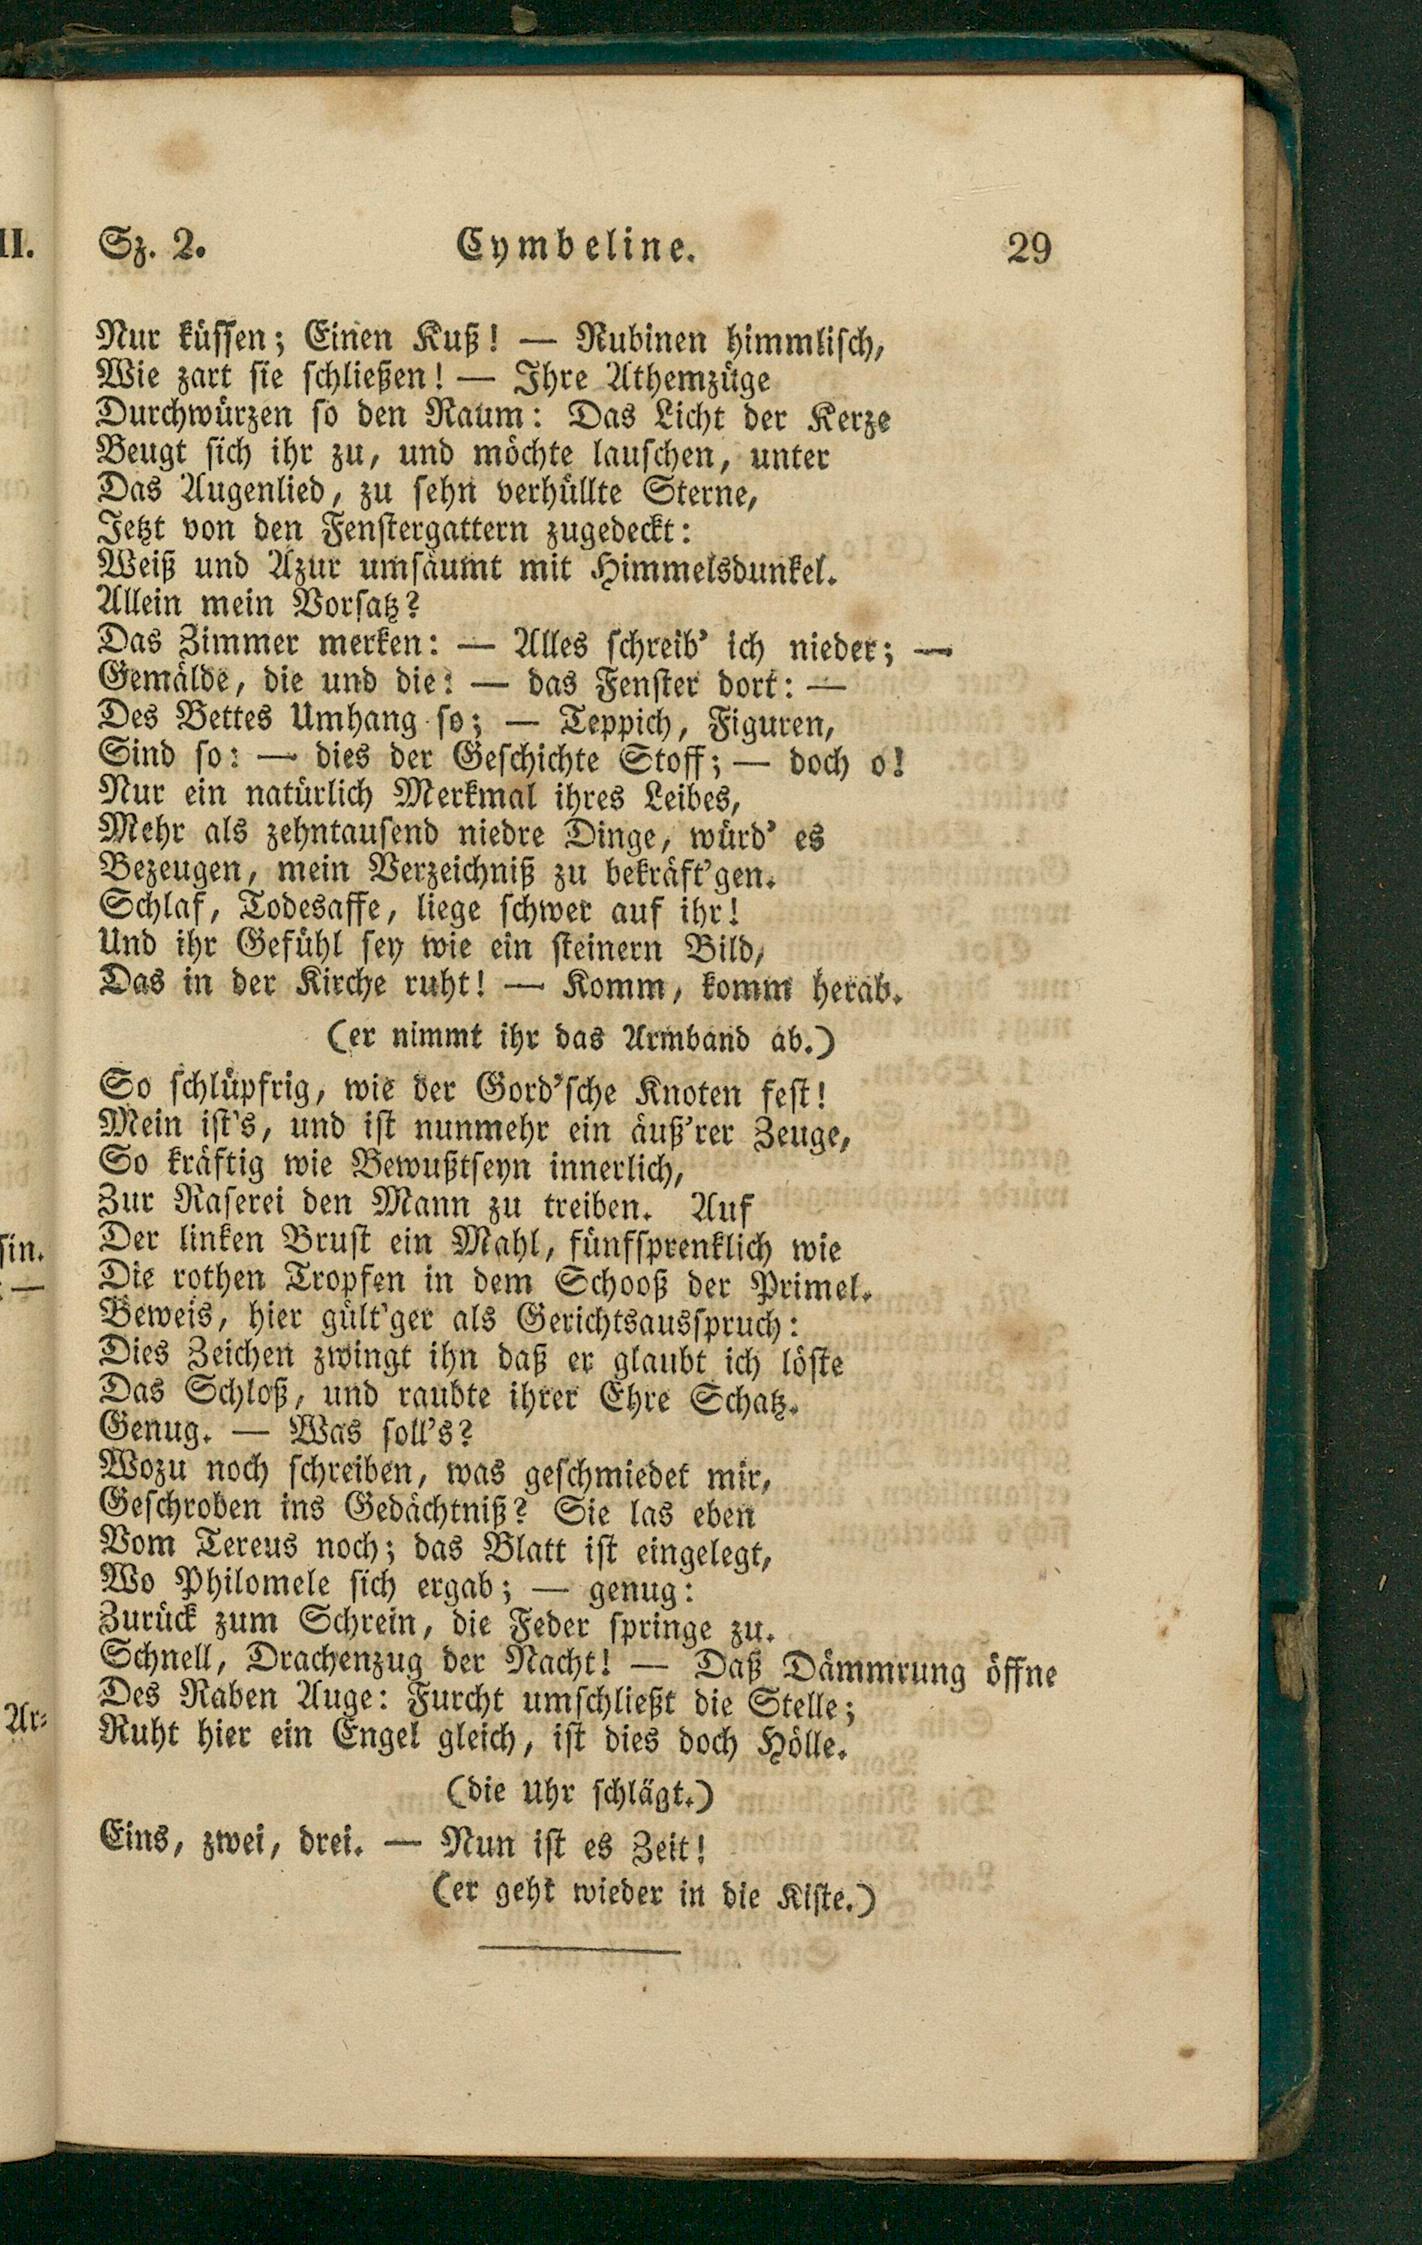 II.
Sz. 2. Cymbeline. 29
Nur küssen; Einen Kuß! — Rubinen himmlisch,
Wie zart sie schließen! — Ihre Athemzüge
Durchwürzen so den Raum: Das Licht der Kerze
Beugt sich ihr zu, und möchte lauschen, unter
Das Augenlied, zu sehn verhüllte Sterne,
Jetzt von den Fenstergattern zugedeckt:
Weiß und Azur umsäumt mit Himmelsdunkel.
Allein mein Vorsatz?
Das Zimmer merken: — Alles schreib' ich nieder; —
Gemälde, die und die: — das Fenster dort: —
Des Bettes Umhang so; — Teppich, Figuren,
Sind so: — dies der Geschichte Stoff; — doch o!
Nur ein natürlich Merkmal ihres Leibes,
Mehr als zehntausend niedre Dinge, würd' es
Bezeugen, mein Verzeichniß zu bekräft'gen.
Schlaf, Todesaffe, liege schwer auf ihr!
Und ihr Gefühl sey wie ein steinern Bild,
Das in der Kirche ruht! — Komm, komm herab.
(er nimmt ihr das Armband ab.)
So schlüpfrig, wie der Gord'sche Knoten fest!
Mein ist's, und ist nunmehr ein äuß'rer Zeuge,
So kräftig wie Bewußtseyn innerlich,
Zur Raserei den Mann zu treiben. Auf
Der linken Brust ein Mahl, fünfsprenklich wie
Die rothen Tropfen in dem Schooß der Primel.
Beweis, hier gült'ger als Gerichtsausspruch:
Dies Zeichen zwingt ihn daß er glaubt ich löste
Das Schloß, und raubte ihrer Ehre Schatz.
Genug. — Was soll's?
Wozu noch schreiben, was geschmiedet mir,
Geschroben ins Gedächtniß? Sie las eben
Vom Tereus noch; das Blatt ist eingelegt,
Wo Philomele sich ergab; — genug:
Zurück zum Schrein, die Feder springe zu.
Schnell, Drachenzug der Nacht! — Daß Dämmrung öffne
Des Raben Auge: Furcht umschließt die Stelle;
Ruht hier ein Engel gleich, ist dies doch Hölle.
(die Uhr schlägt.)
Eins, zwei, drei. — Nun ist es Zeit!
(er geht wieder in die Kiste.)